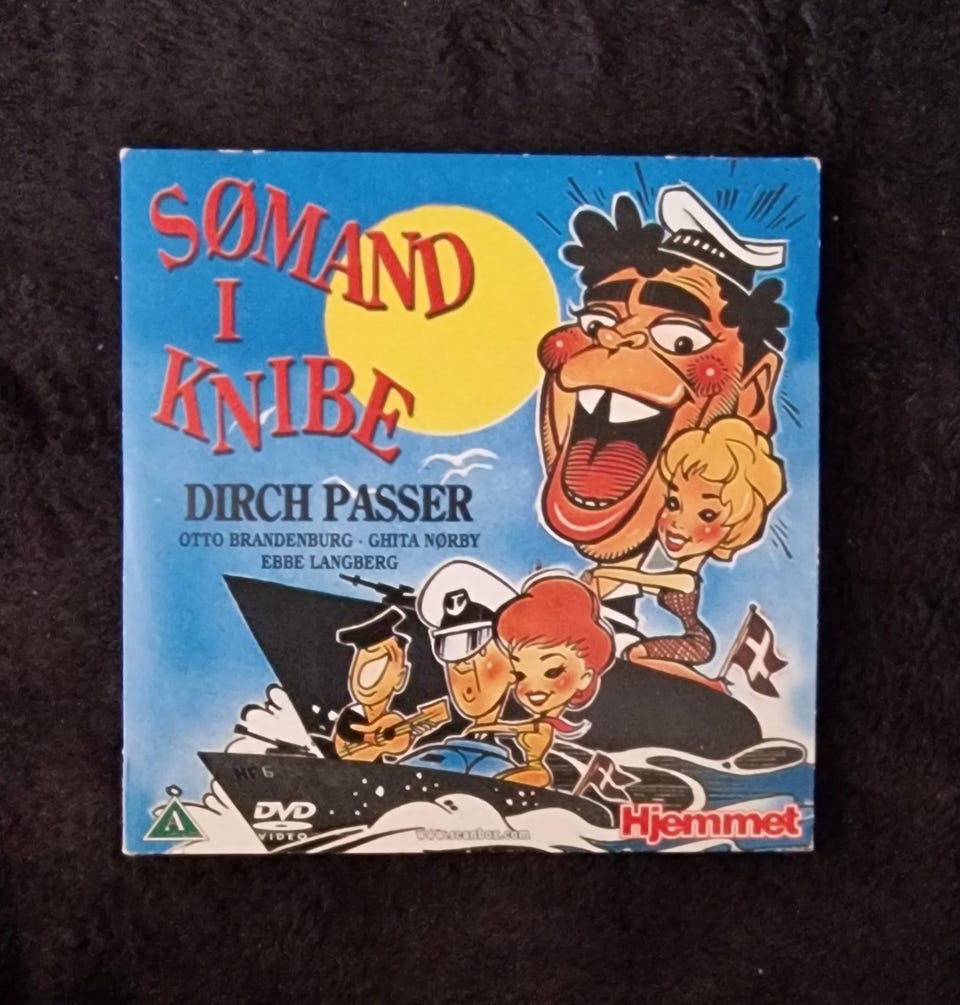 SØMAND
I
KNIBE
DIRCH PASSER
OTTO BRANDENBURG · GHITA NØRBY
EBBE LANGBERG
A
DVD
VIDEO
www.scanbox.com
Hjemmet